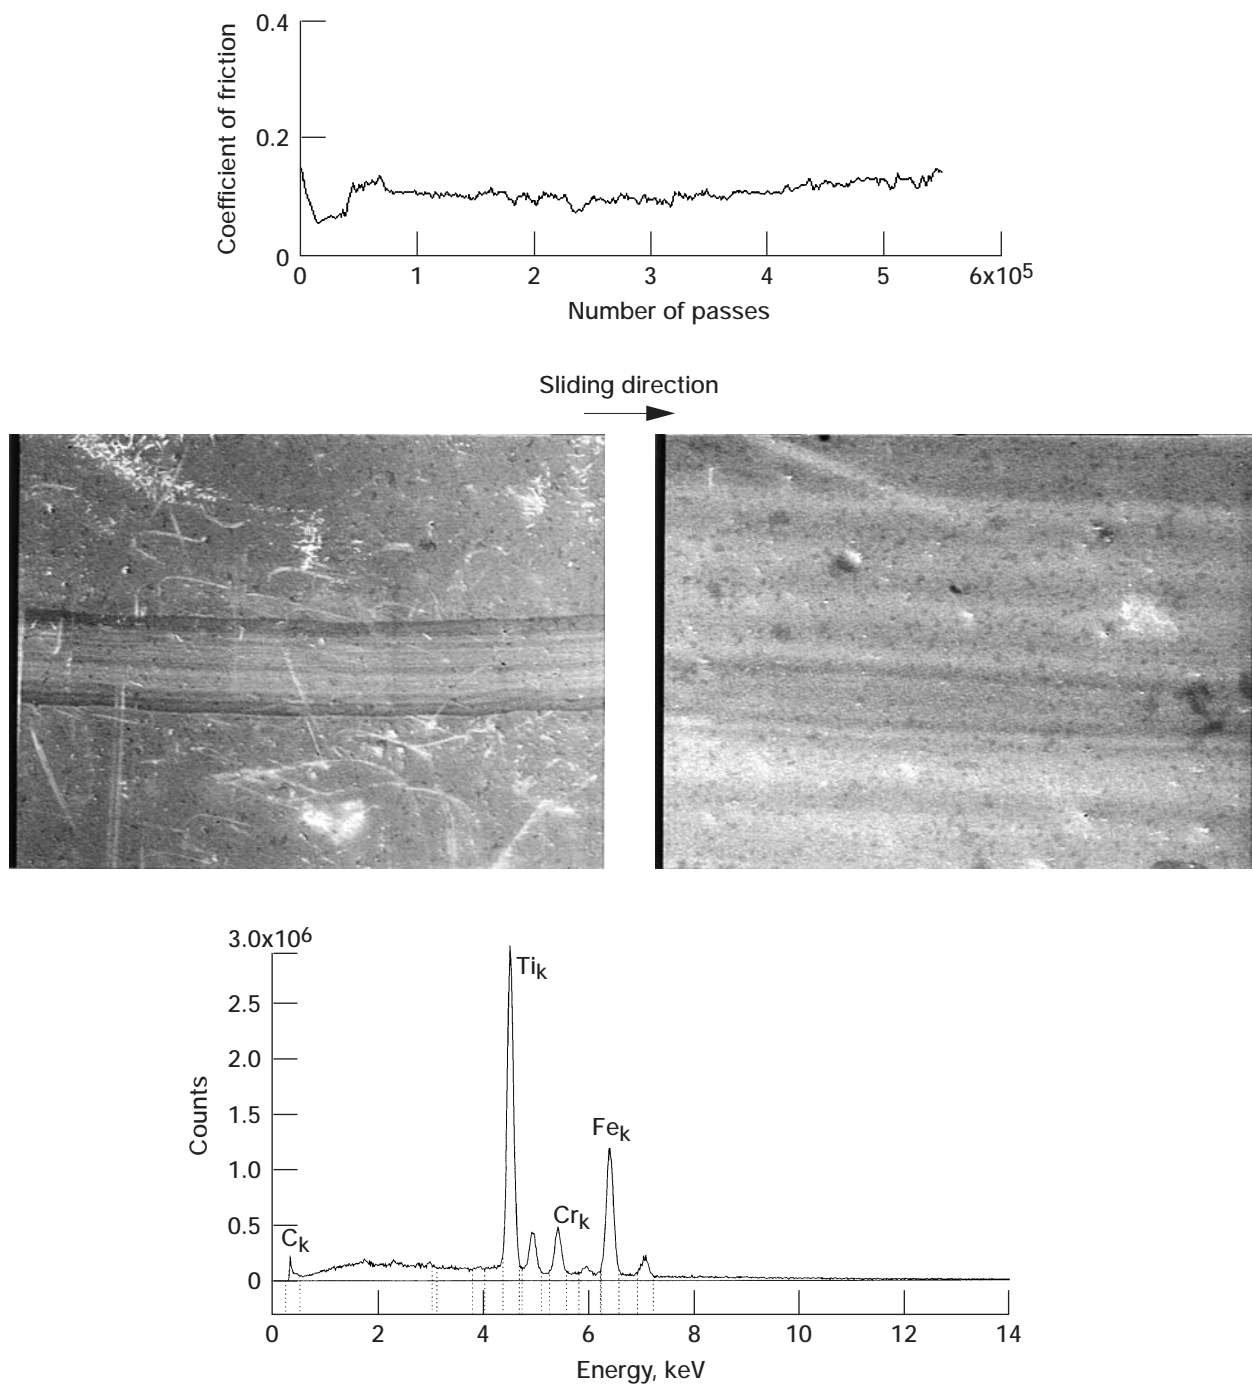 0.4
0.2
0
Coefficient of friction
0 1 2 3 4 5 6x10⁵
Number of passes
Sliding direction
3.0x10⁶
2.5
2.0
1.5
1.0
0.5
0
Counts
Tiₖ
Feₖ
Crₖ
Cₖ
0 2 4 6 8 10 12 14
Energy, keV